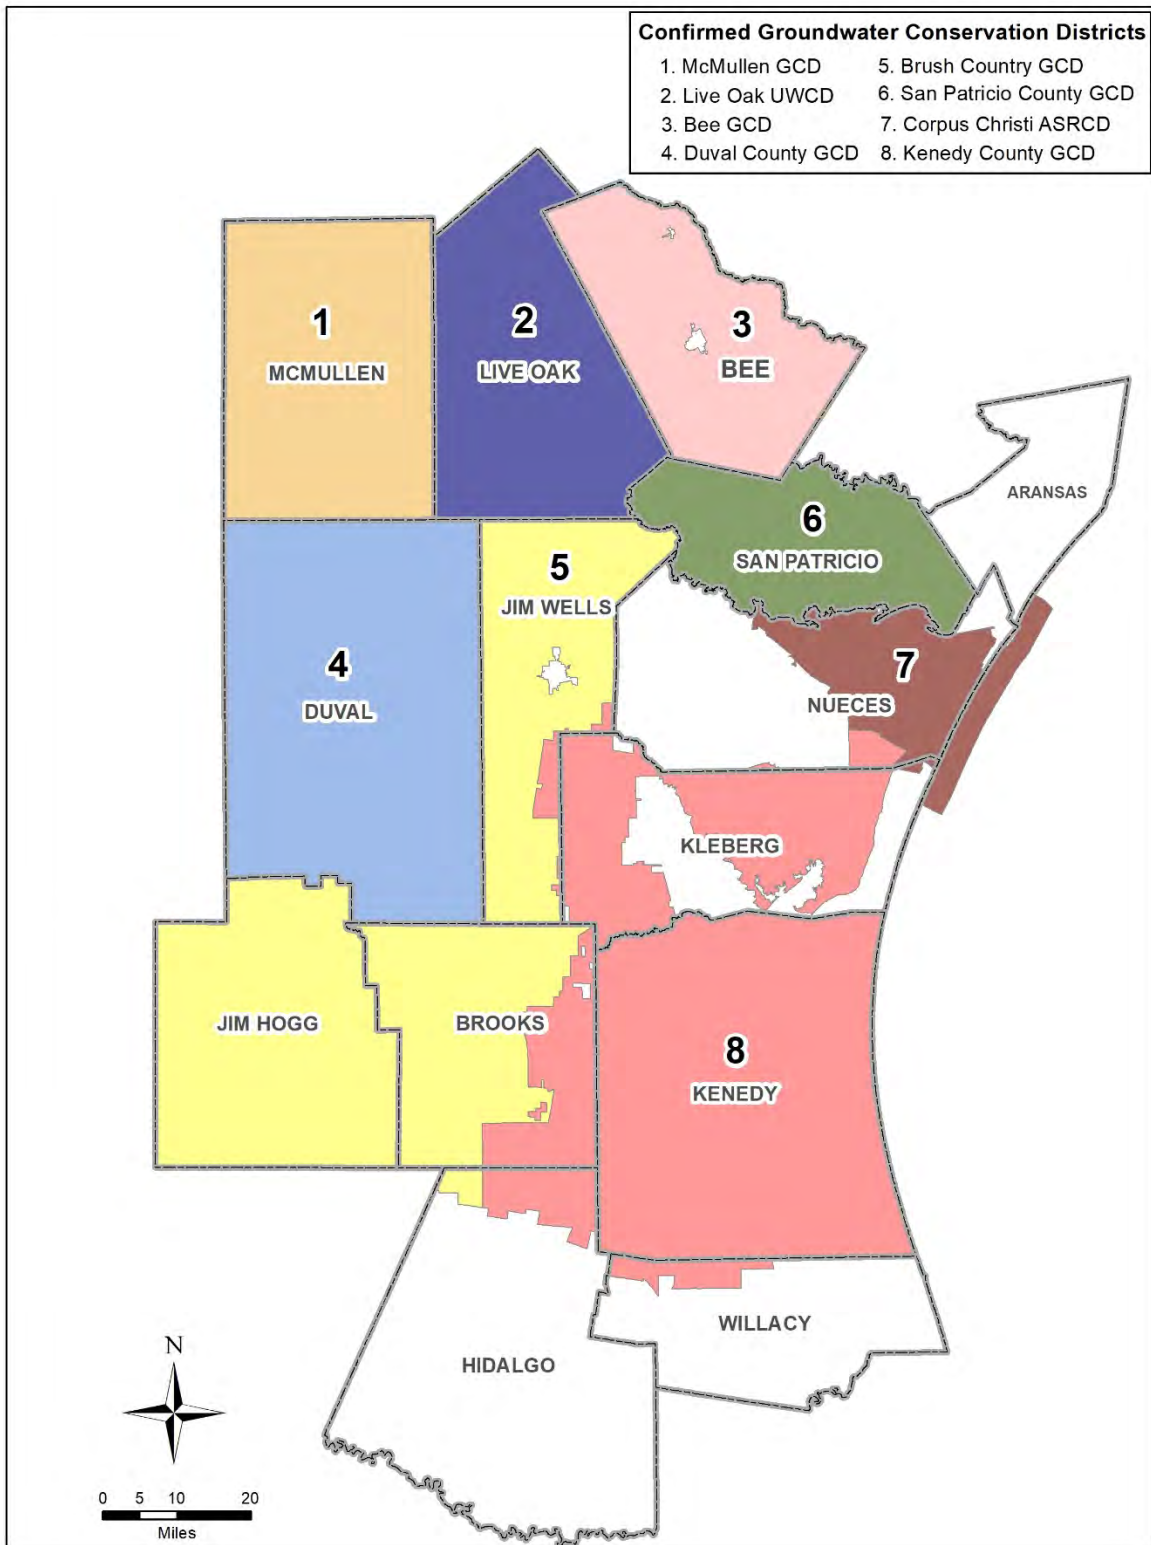 Confirmed Groundwater Conservation Districts
1. McMullen GCD 5. Brush Country GCD
2. Live Oak UWCD 6. San Patricio County GCD
3. Bee GCD 7. Corpus Christi ASRCD
4. Duval County GCD 8. Kenedy County GCD
1
MCMULLEN
2
LIVE OAK
3
BEE
ARANSAS
6
SAN PATRICIO
5
JIM WELLS
4
DUVAL
7
NUECES
KLEBERG
JIM HOGG
BROOKS
8
KENEDY
WILLACY
HIDALGO
N
0 5 10 20
Miles